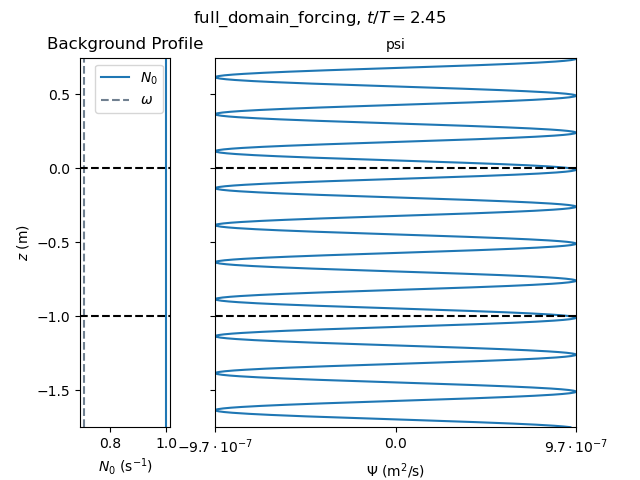 full_domain_forcing, t/T = 2.45
Background Profile
psi
N₀
ω
0.5
0.0
−0.5
−1.0
−1.5
z (m)
0.8
1.0
−9.7 · 10⁻⁷
0.0
9.7 · 10⁻⁷
N₀ (s⁻¹)
Ψ (m²/s)